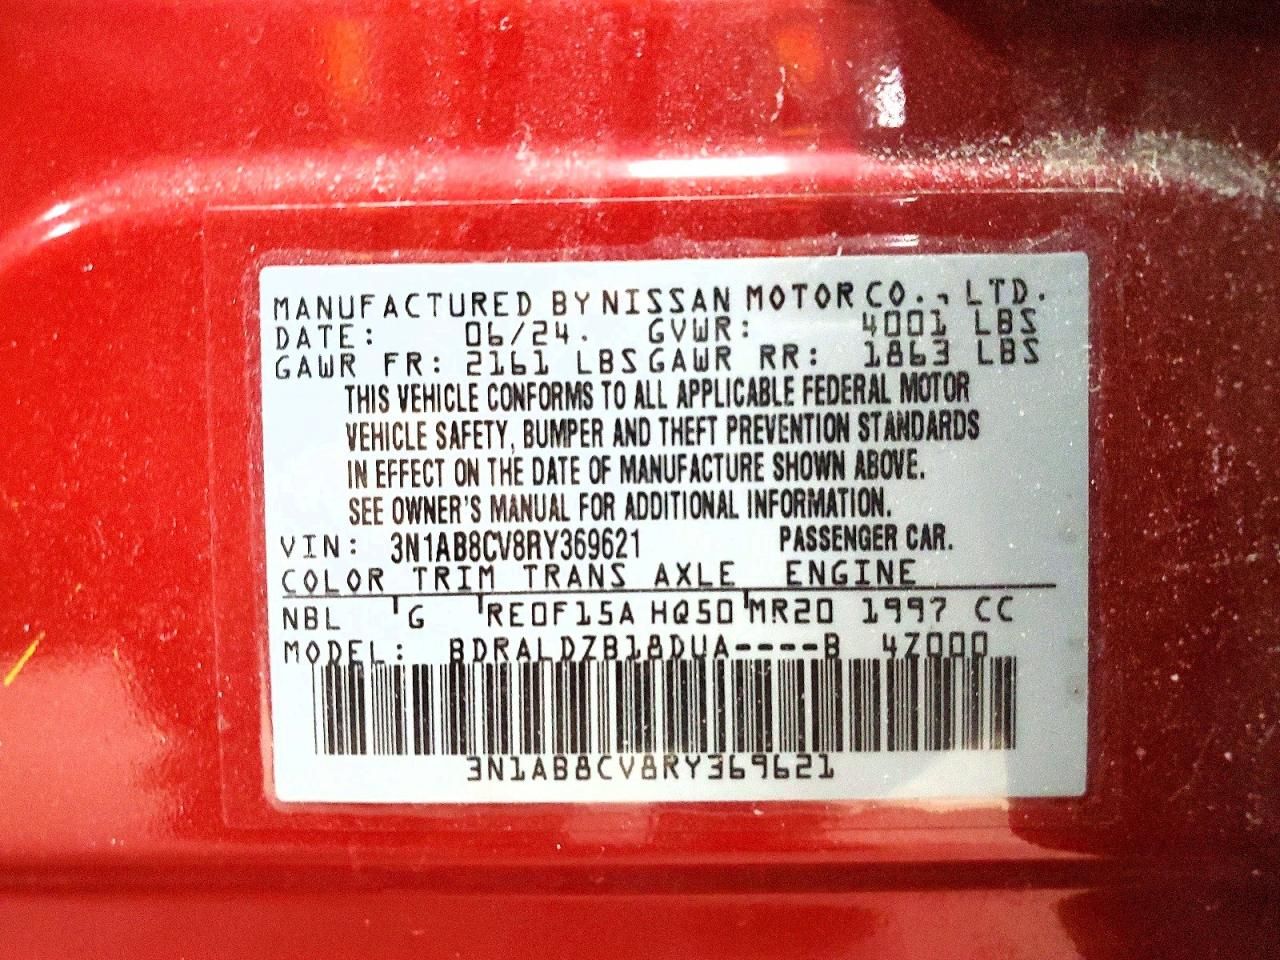 MANUFACTURED BY NISSAN MOTOR CO., LTD.
DATE: 06/24. GVWR: 4001 LBS
GAWR FR: 2161 LBS GAWR RR: 1863 LBS
THIS VEHICLE CONFORMS TO ALL APPLICABLE FEDERAL MOTOR
VEHICLE SAFETY, BUMPER AND THEFT PREVENTION STANDARDS
IN EFFECT ON THE DATE OF MANUFACTURE SHOWN ABOVE.
SEE OWNER'S MANUAL FOR ADDITIONAL INFORMATION.
VIN: 3N1AB8CV8RY369621 PASSENGER CAR.
COLOR TRIM TRANS AXLE ENGINE
NBL G RE0F15A HQ50 MR20 1997 CC
MODEL: BDRALDZB18DUA----B 4Z000
3N1AB8CV8RY369621